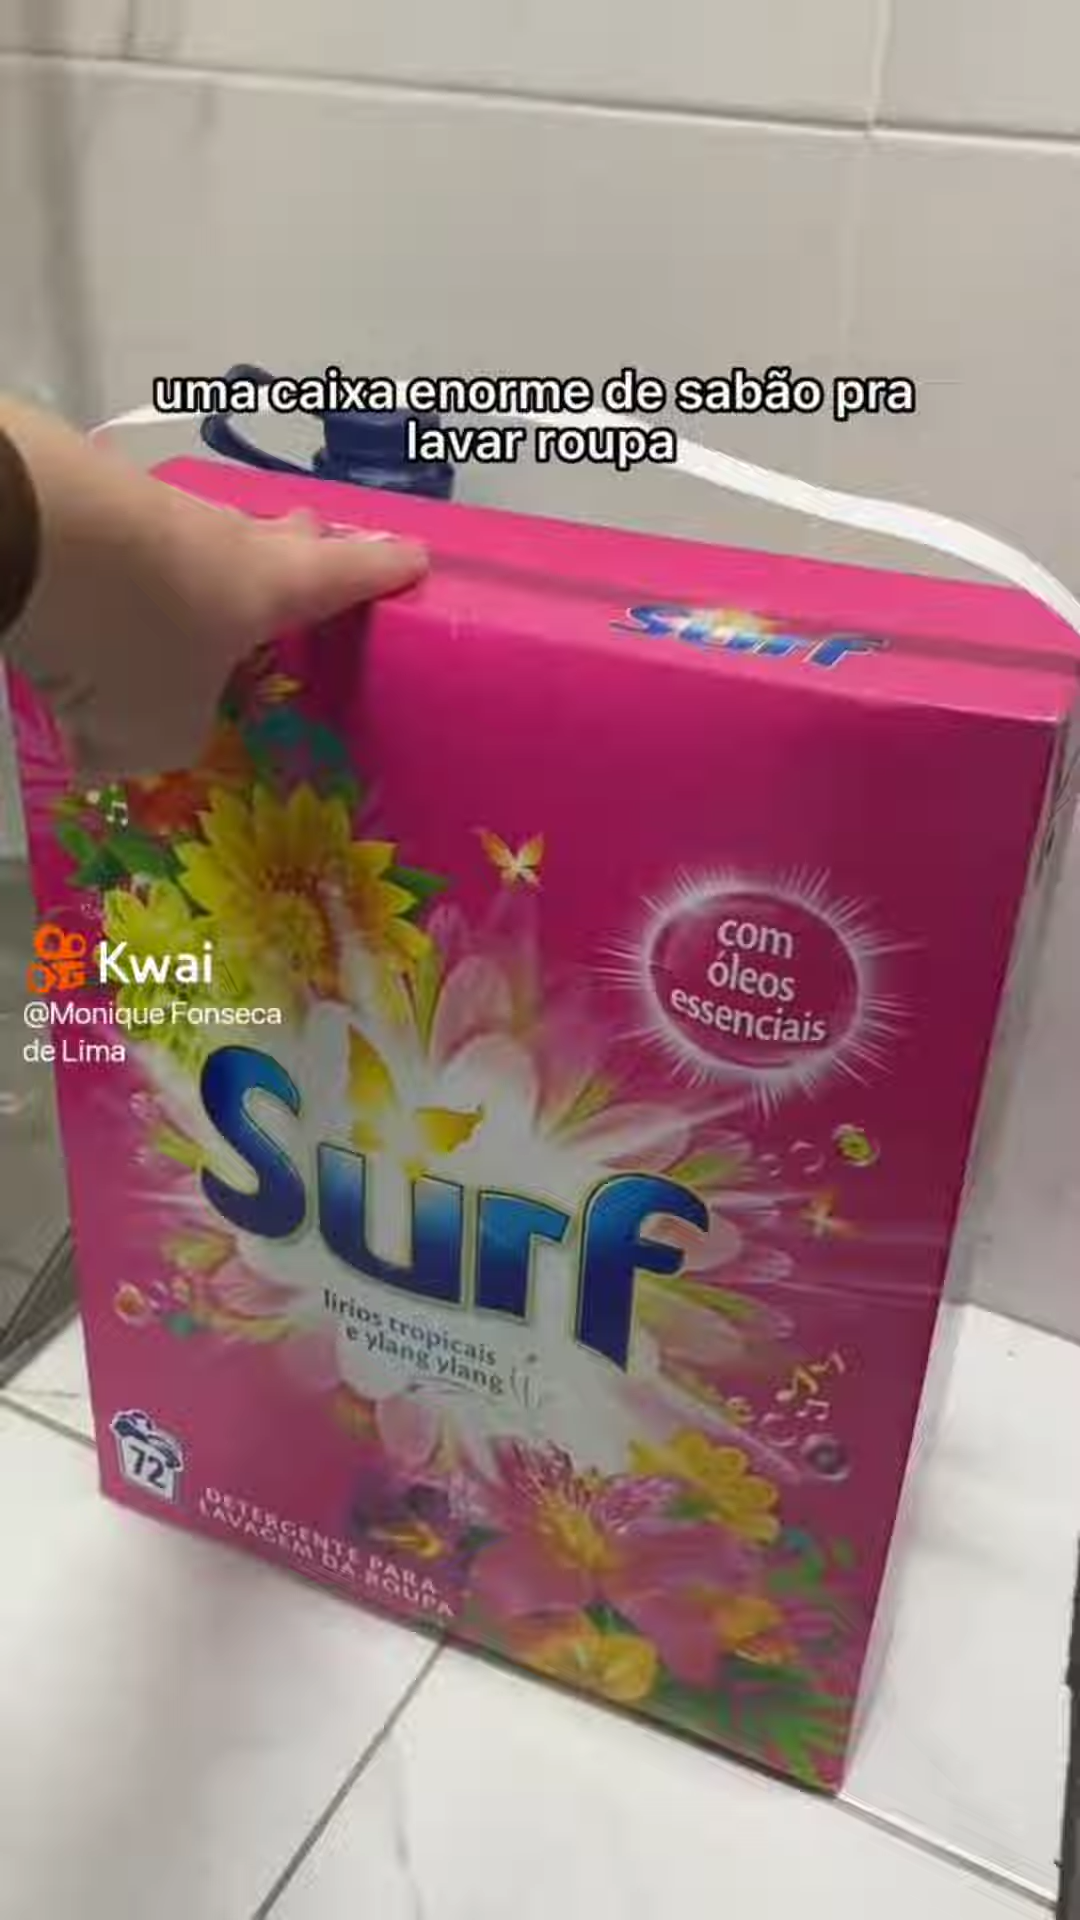 uma caixa enorme de sabão pra
lavar roupa
Surf
com
óleos
essenciais
Kwai
@Monique Fonseca
de Lima
Surf
lírios tropicais
e ylang ylang
72
DETERGENTE PARA
LAVAGEM DA ROUPA